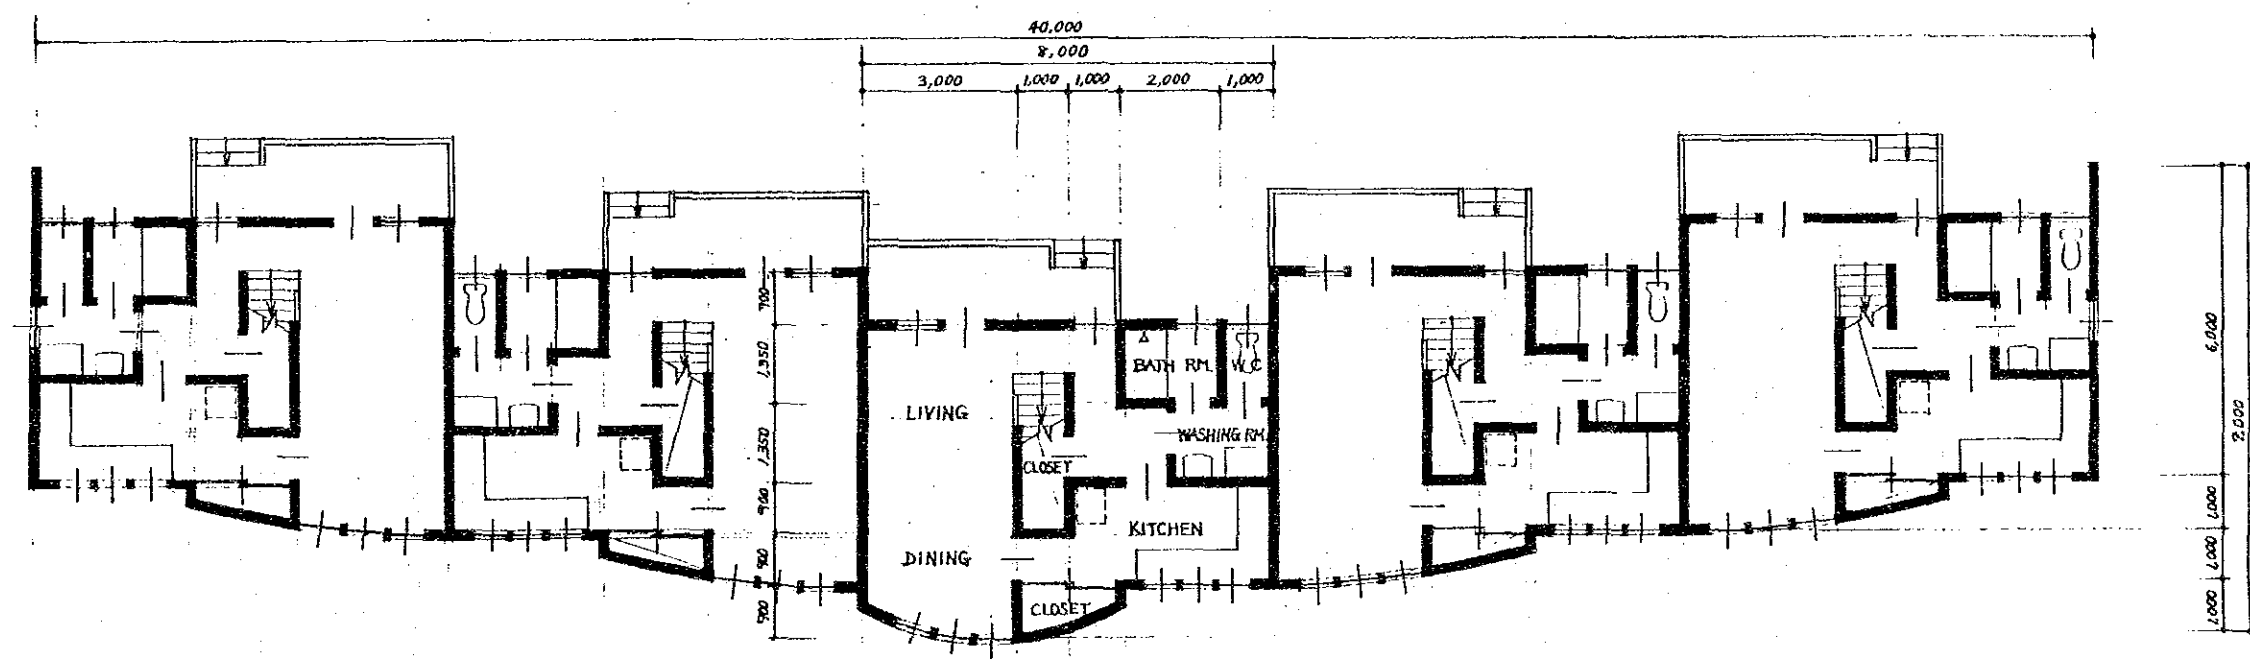 40,000
8,000
3,000 1,000 1,000 2,000 1,000
700
1,350
1,350
900
900
900
BATH RM. W.C
LIVING
WASHING RM.
CLOSET
KITCHEN
DINING
CLOSET
6,000
1,000
1,000
1,000